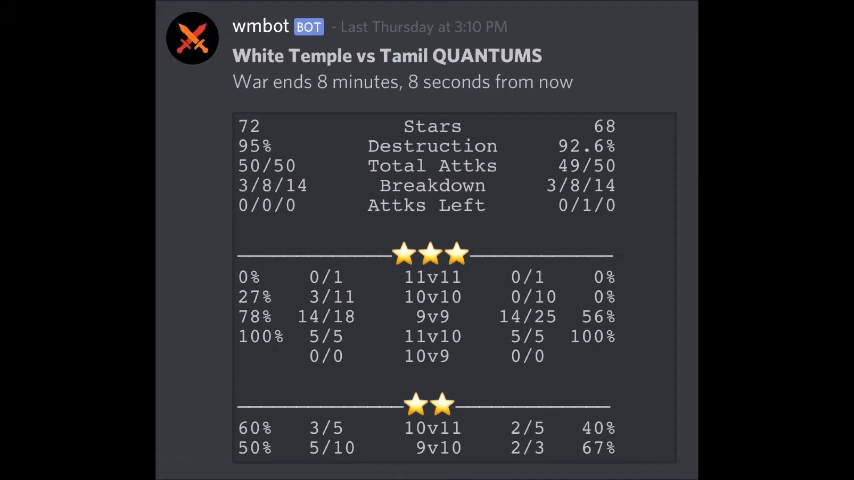 wmbot BOT - Last Thursday at 3:10 PM
White Temple vs Tamil QUANTUMS
War ends 8 minutes, 8 seconds from now
72 Stars 68
95% Destruction 92.6%
50/50 Total Attks 49/50
3/8/14 Breakdown 3/8/14
0/0/0 Attks Left 0/1/0
0% 0/1 11v11 0/1 0%
27% 3/11 10v10 0/10 0%
78% 14/18 9v9 14/25 56%
100% 5/5 11v10 5/5 100%
0/0 10v9 0/0
60% 3/5 10v11 2/5 40%
50% 5/10 9v10 2/3 67%